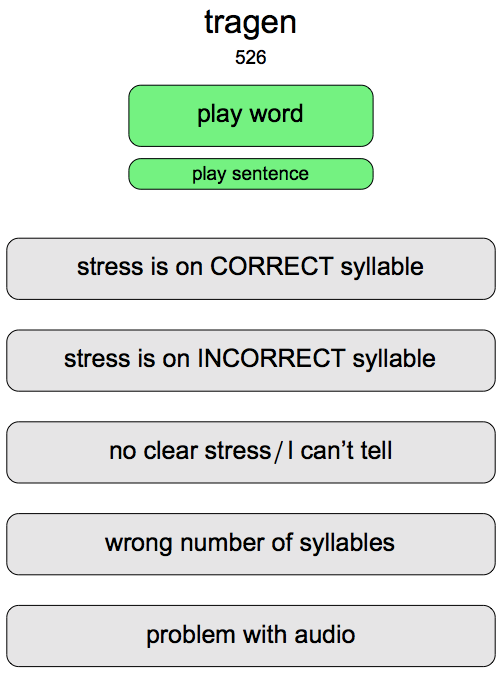 tragen
526
play word
play sentence
stress is on CORRECT syllable
stress is on INCORRECT syllable
no clear stress/I can’t tell
wrong number of syllables
problem with audio